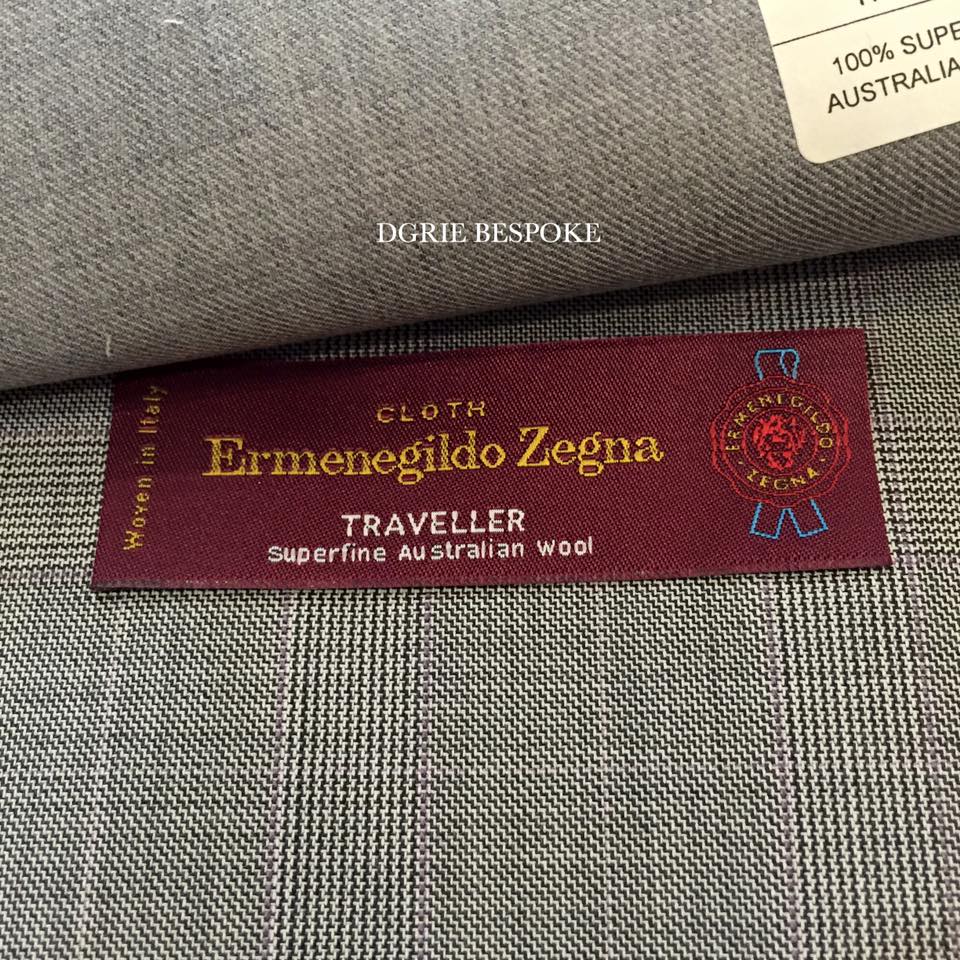 100% SUPE
AUSTRALIA
DGRIE BESPOKE
Woven in Italy
CLOTH
Ermenegildo Zegna
TRAVELLER
Superfine Australian Wool
ERMENEGILDO
ZEGNA